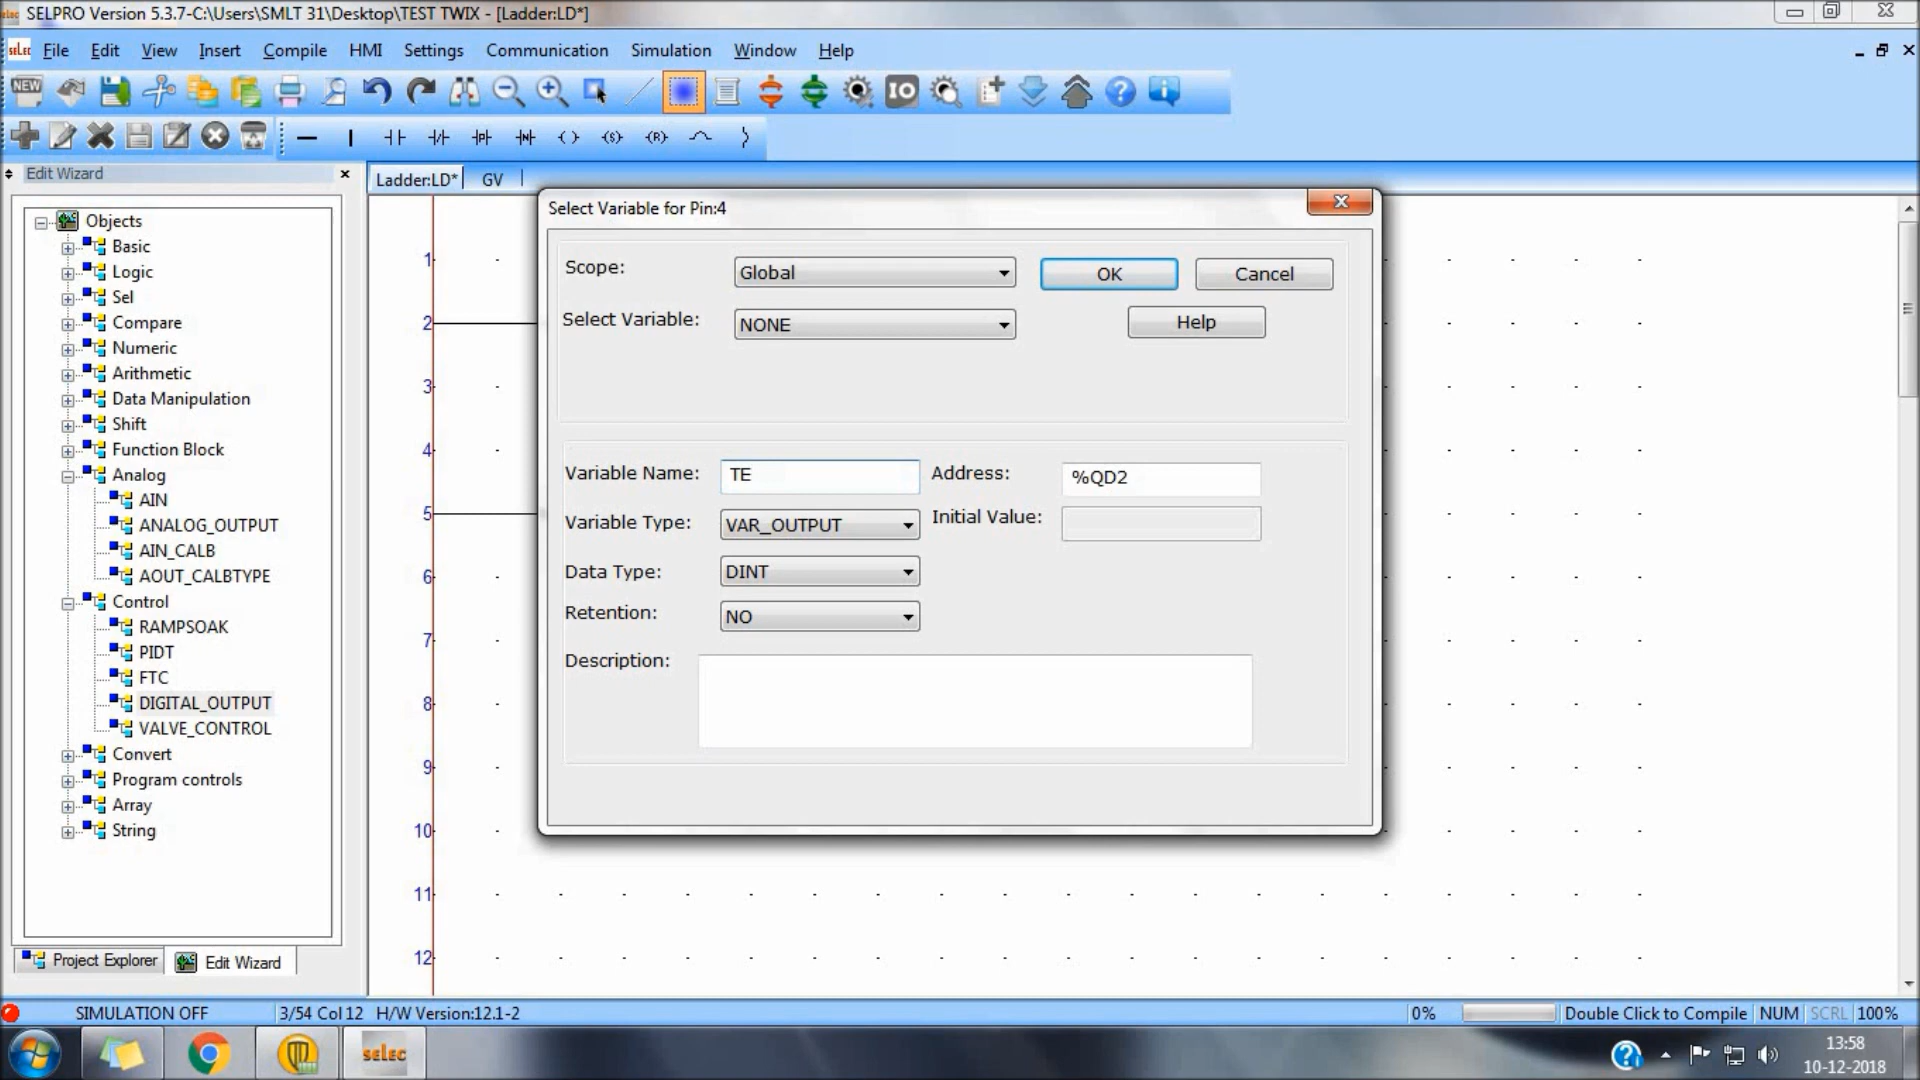 SELPRO Version 5.3.7-C:\Users\SMLT 31\Desktop\TEST TWIX - [Ladder:LD*]
File Edit View Insert Compile HMI Settings Communication Simulation Window Help
NEW
IO
(S) (R)
Edit Wizard
Ladder:LD* GV
Objects
Basic
Logic
Sel
Compare
Numeric
Arithmetic
Data Manipulation
Shift
Function Block
Analog
AIN
ANALOG_OUTPUT
AIN_CALB
AOUT_CALBTYPE
Control
RAMPSOAK
PIDT
FTC
DIGITAL_OUTPUT
VALVE_CONTROL
Convert
Program controls
Array
String
Project Explorer Edit Wizard
1
2
3
4
5
6
7
8
9
10
11
12
Select Variable for Pin:4
Scope: Global OK Cancel
Select Variable: NONE Help
Variable Name: TE Address: %QD2
Variable Type: VAR_OUTPUT Initial Value:
Data Type: DINT
Retention: NO
Description:
SIMULATION OFF 3/54 Col 12 H/W Version:12.1-2 0% Double Click to Compile NUM SCRL 100%
selec
13:58
10-12-2018